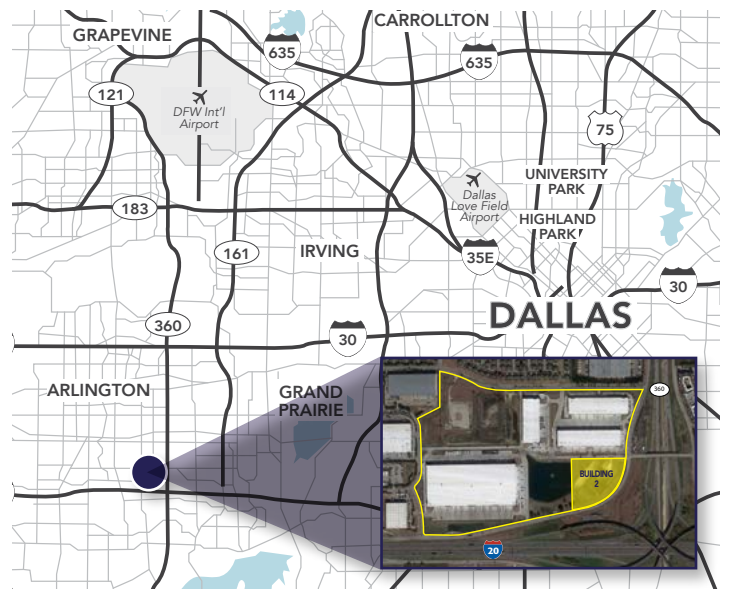 CARROLLTON
GRAPEVINE
635
635
121
114
DFW Int'l
Airport
75
UNIVERSITY
PARK
Dallas
Love Field
Airport
183
HIGHLAND
PARK
161
IRVING
35E
30
DALLAS
360
30
ARLINGTON
GRAND
PRAIRIE
360
BUILDING
2
20